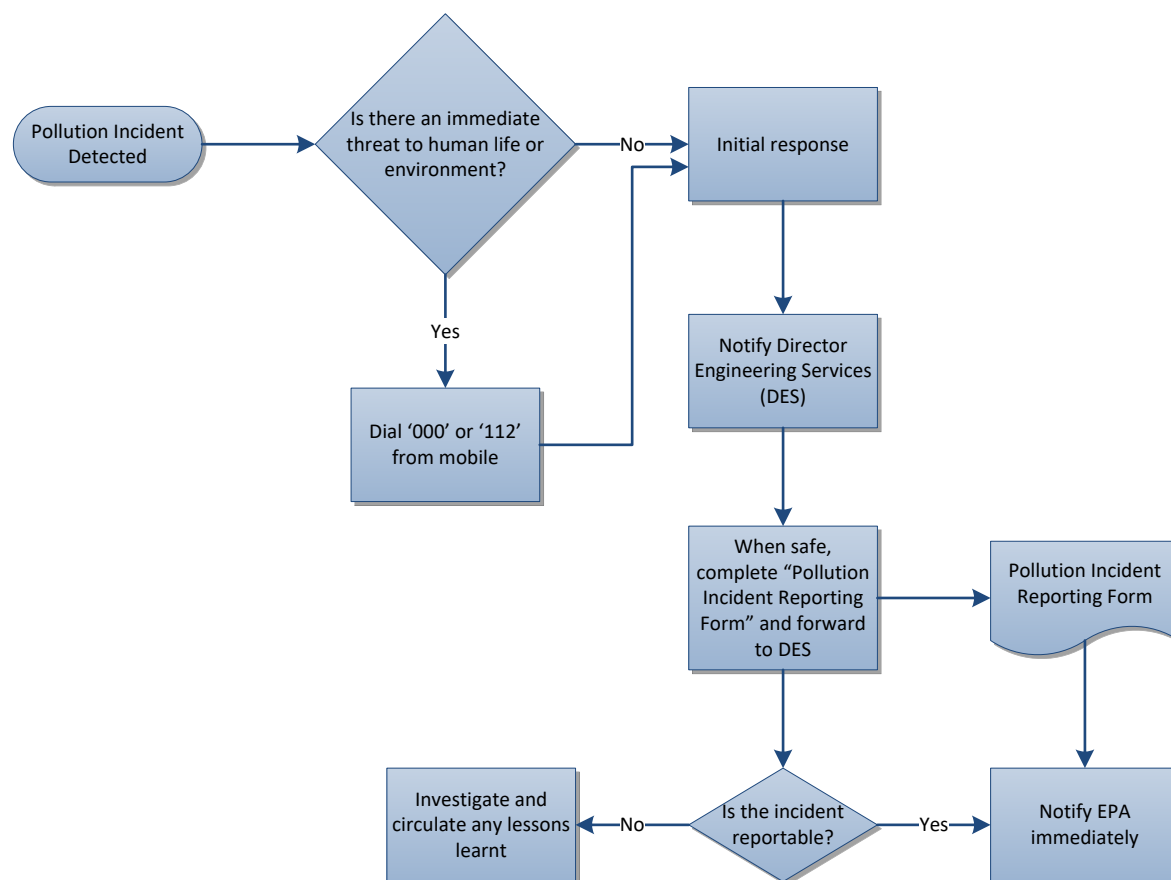 Pollution Incident
Detected
Is there an immediate
threat to human life or
environment?
No
Initial response
Yes
Dial ‘000’ or ‘112’
from mobile
Notify Director
Engineering Services
(DES)
When safe,
complete “Pollution
Incident Reporting
Form” and forward
to DES
Pollution Incident
Reporting Form
Is the incident
reportable?
No
Investigate and
circulate any lessons
learnt
Yes
Notify EPA
immediately